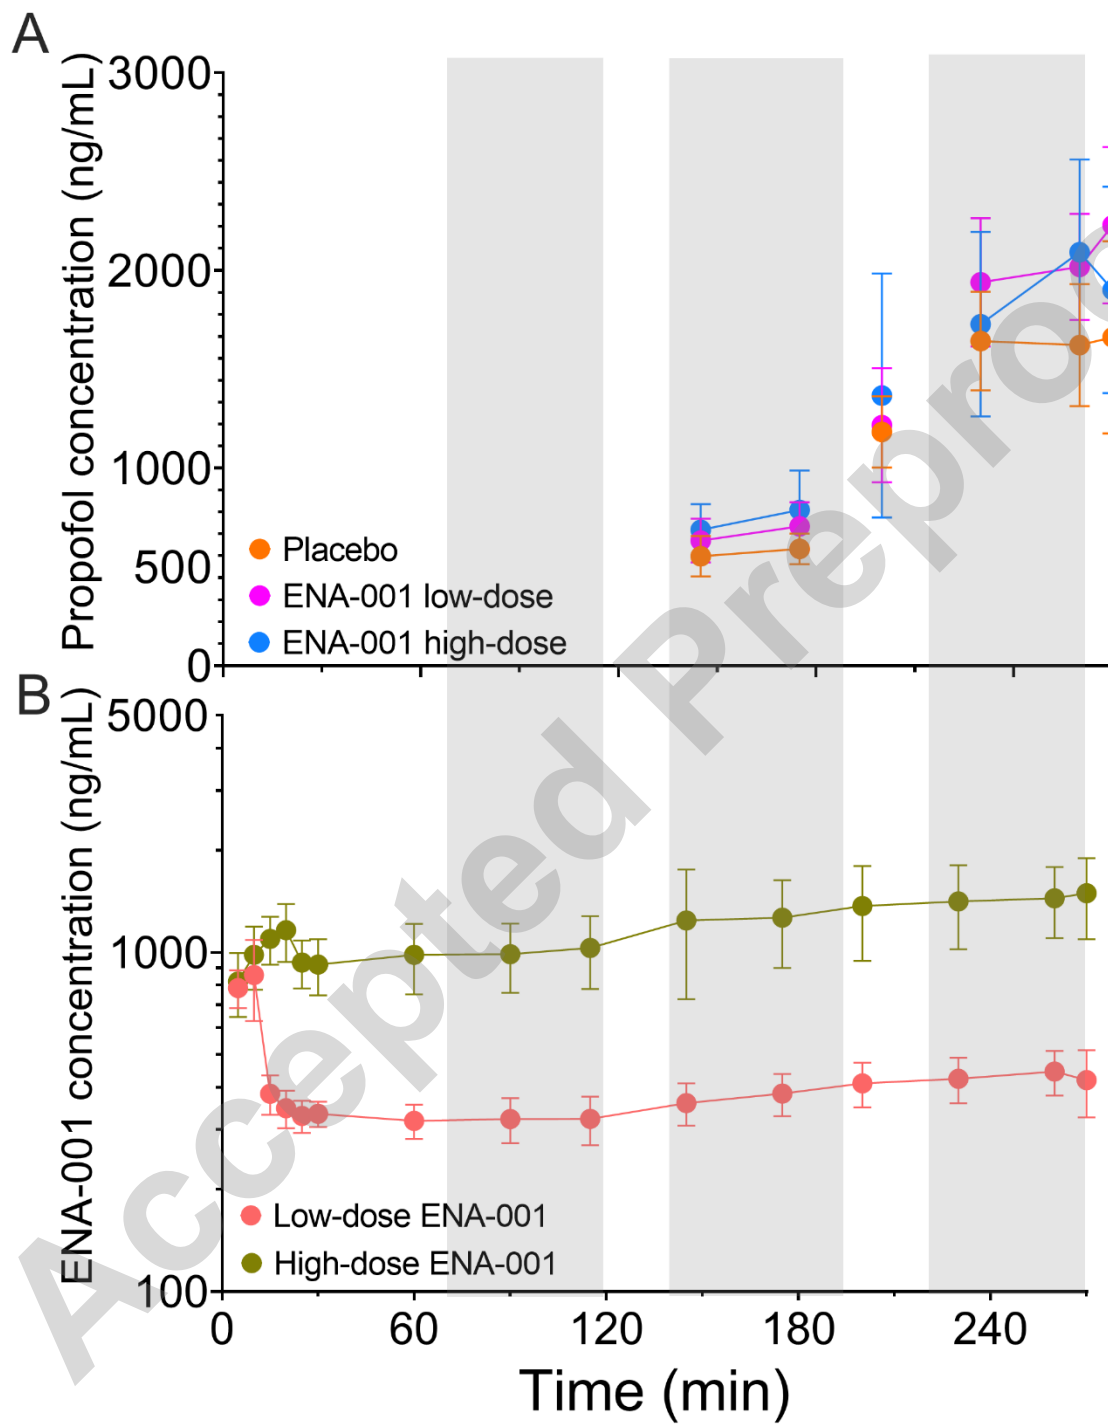 A
Propofol concentration (ng/mL)
3000
2000
1000
500
0
Placebo
ENA-001 low-dose
ENA-001 high-dose
B
ENA-001 concentration (ng/mL)
5000
1000
100
Low-dose ENA-001
High-dose ENA-001
0 60 120 180 240
Time (min)
Accepted Preproo